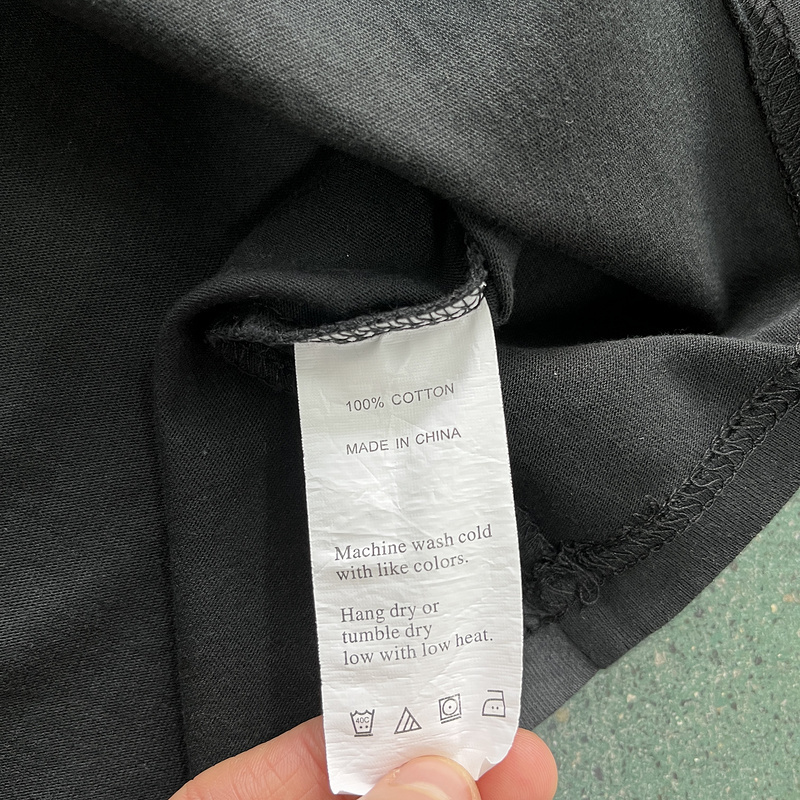 100% COTTON
MADE IN CHINA
Machine wash cold
with like colors.
Hang dry or
tumble dry
low with low heat.
40C